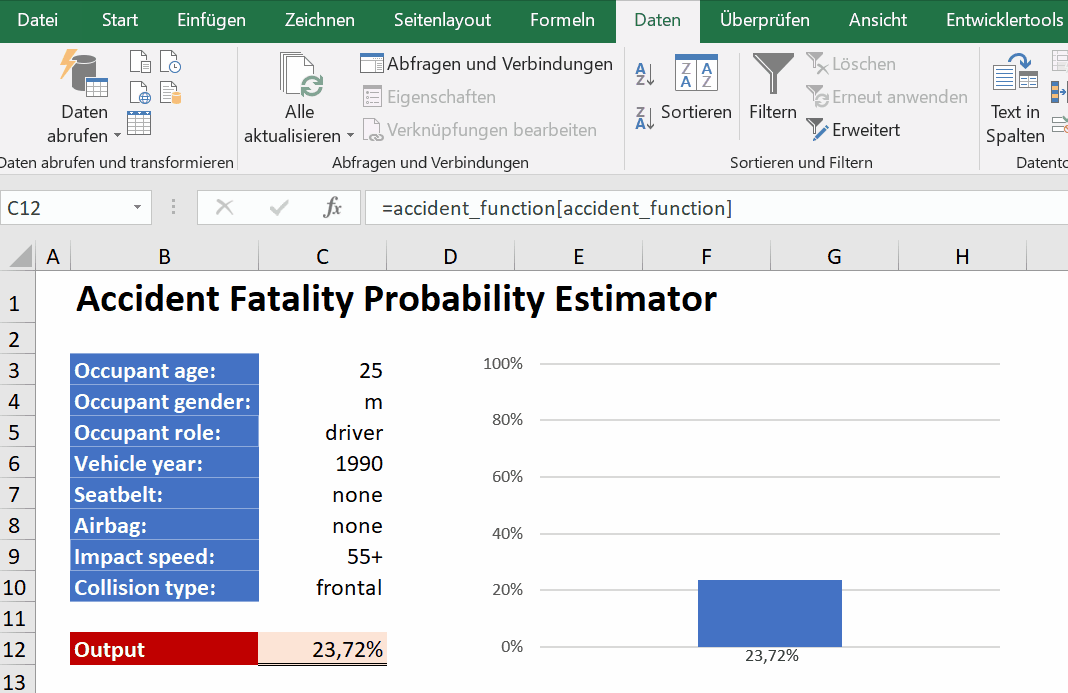 Datei Start Einfügen Zeichnen Seitenlayout Formeln Daten Überprüfen Ansicht Entwicklertools
Daten abrufen
Alle aktualisieren
Abfragen und Verbindungen
Eigenschaften
Verknüpfungen bearbeiten
Sortieren
Filtern
Löschen
Erneut anwenden
Erweitert
Text in Spalten
Daten abrufen und transformieren Abfragen und Verbindungen Sortieren und Filtern Datento
C12 fx =accident_function[accident_function]
A B C D E F G H
1 Accident Fatality Probability Estimator
2
3 Occupant age: 25
4 Occupant gender: m
5 Occupant role: driver
6 Vehicle year: 1990
7 Seatbelt: none
8 Airbag: none
9 Impact speed: 55+
10 Collision type: frontal
11
12 Output 23,72%
13
100%
80%
60%
40%
20%
0%
23,72%